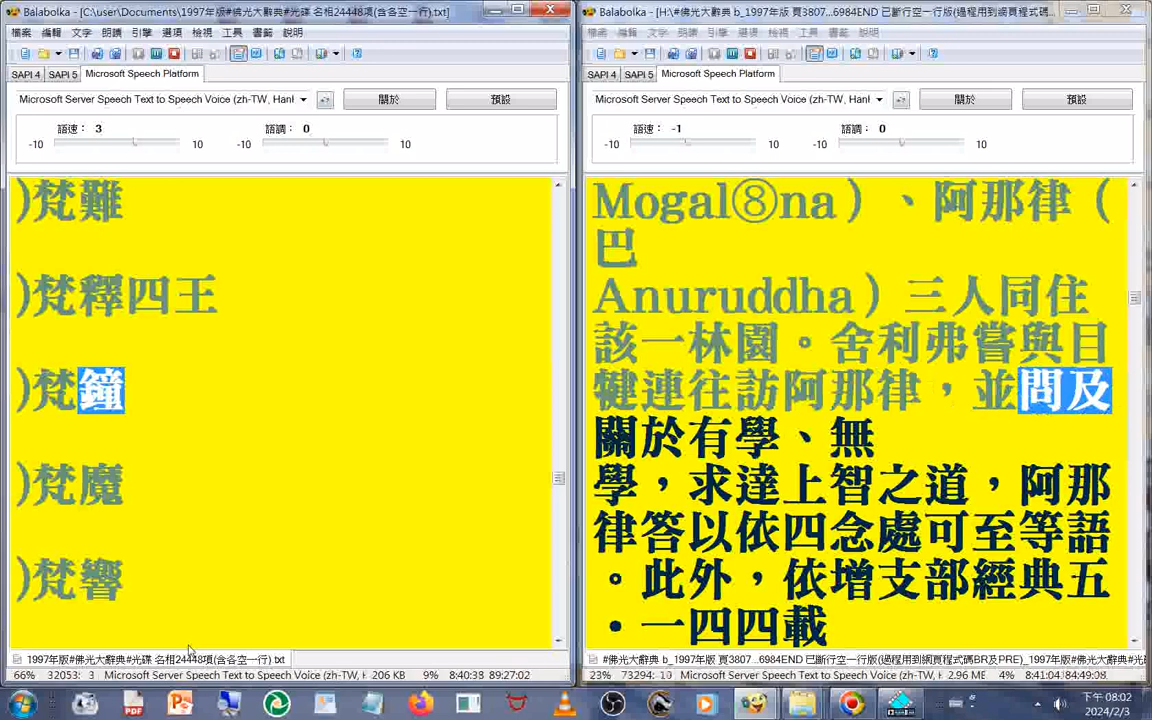 Balabolka - [C:\user\Documents\1997年版#佛光大辭典#光碟 名相24448項(含各空一行).txt]
檔案 編輯 文字 朗讀 引擎 選項 檢視 工具 書籤 說明
SAPI 4 SAPI 5 Microsoft Speech Platform
Microsoft Server Speech Text to Speech Voice (zh-TW, Hanl
關於
預設
語速： 3
語調： 0
-10 10 -10 10
)梵難
)梵釋四王
)梵鐘
)梵魔
)梵響
1997年版#佛光大辭典#光碟 名相24448項(含各空一行).txt
66% 32053: 3 Microsoft Server Speech Text to Speech Voice (zh-TW, H 206 KB 9% 8:40:38 89:27:02
Balabolka - [H:\#佛光大辭典 b_1997年版 頁3807...6984END 已斷行空一行版(過程用到網頁程式碼...
檔案 編輯 文字 朗讀 引擎 選項 檢視 工具 書籤 說明
SAPI 4 SAPI 5 Microsoft Speech Platform
Microsoft Server Speech Text to Speech Voice (zh-TW, Hanl
關於
預設
語速： -1
語調： 0
-10 10 -10 10
Mogal⑧na）、阿那律（
巴
Anuruddha）三人同住
該一林園。舍利弗嘗與目
犍連往訪阿那律，並問及
關於有學、無
學，求達上智之道，阿那
律答以依四念處可至等語
。此外，依增支部經典五
．一四四載
#佛光大辭典 b_1997年版 頁3807...6984END 已斷行空一行版(過程用到網頁程式碼BR及PRE)_1997年版#光
23% 73294: 10 Microsoft Server Speech Text to Speech Voice (zh-TW, H 2.96 ME 4% 8:41:04 84:49:08
下午 08:02
2024/2/3